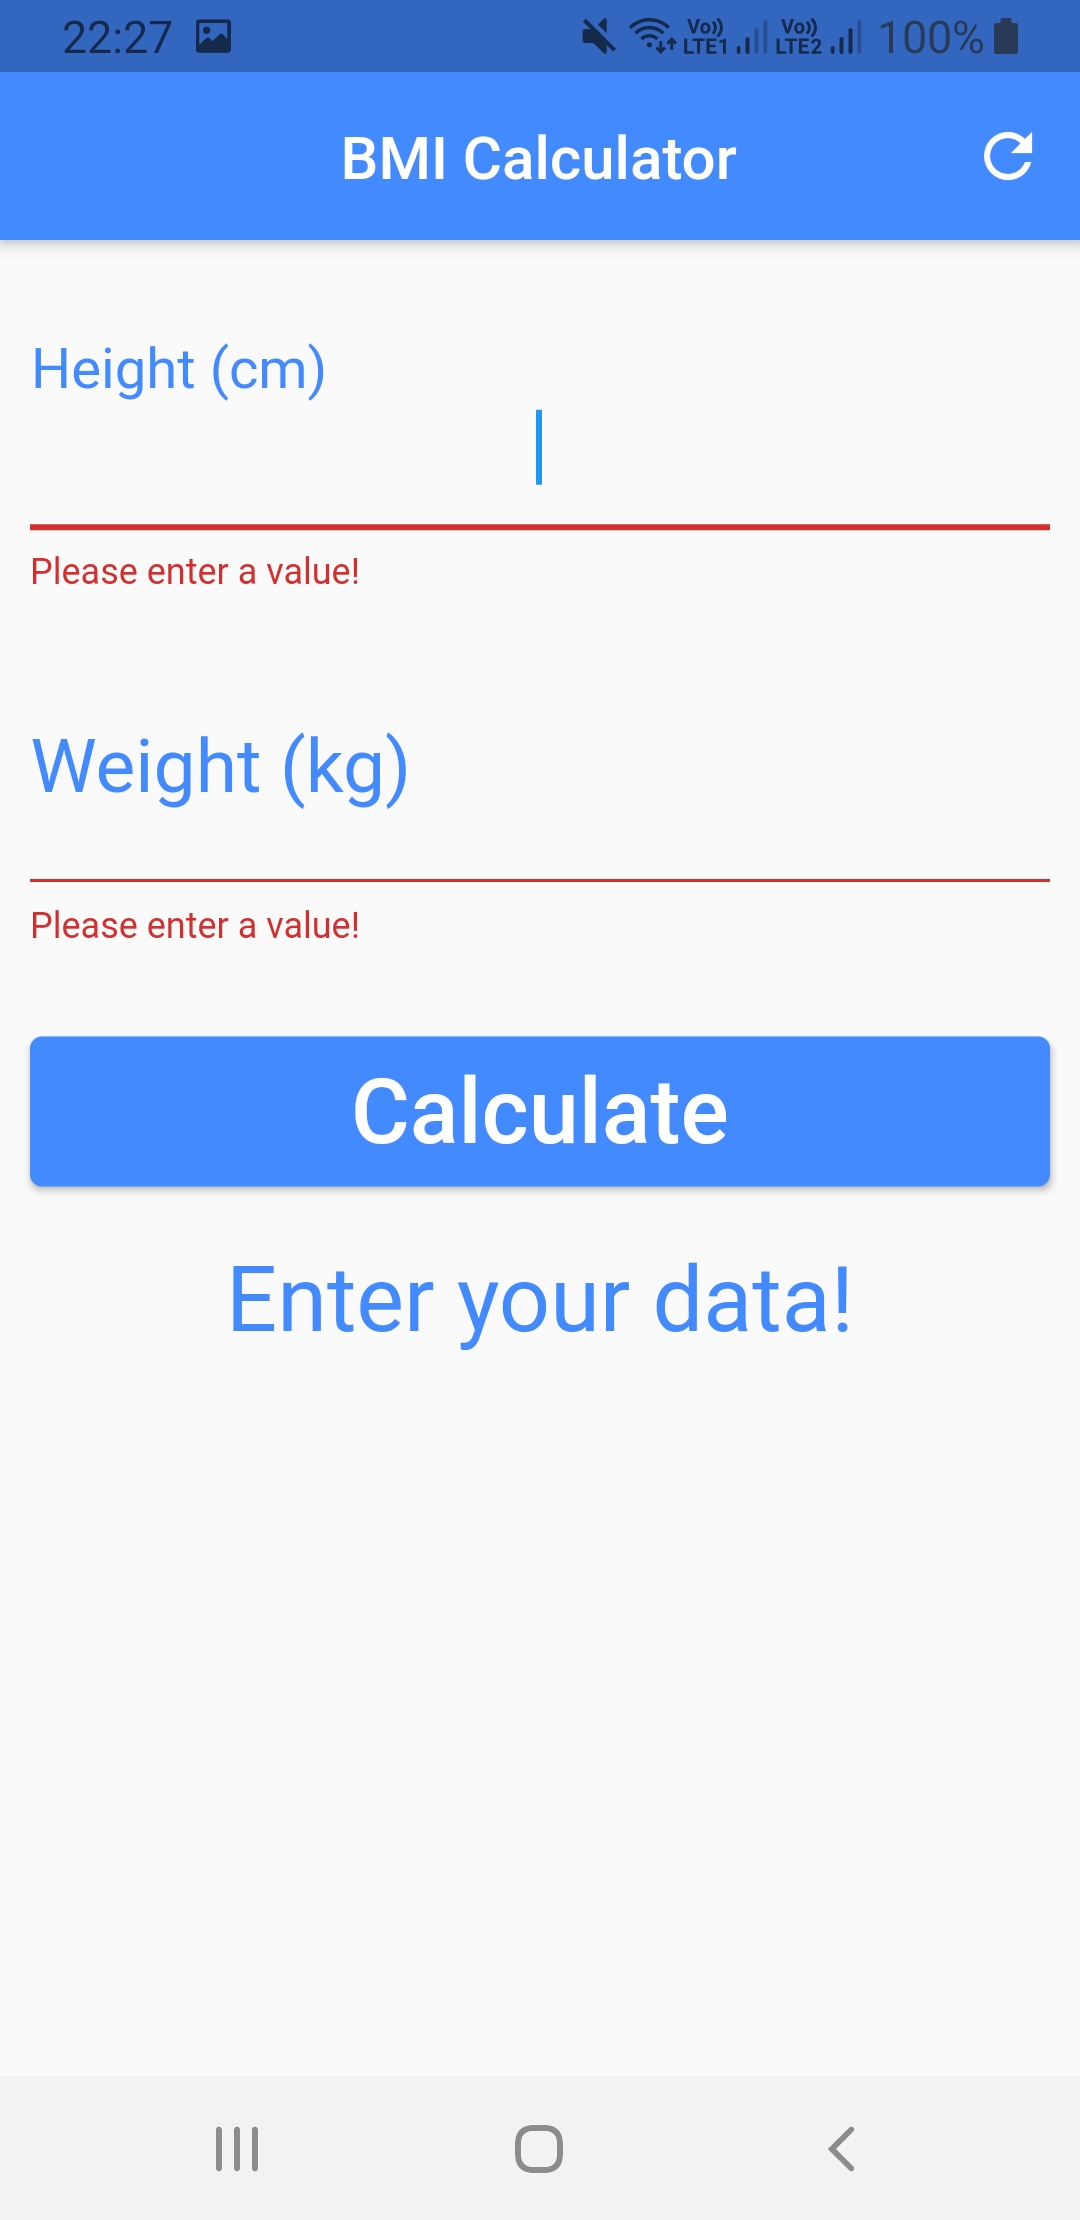 22:27 Vo)) LTE1 Vo)) LTE2 100%
BMI Calculator
Height (cm)
Please enter a value!
Weight (kg)
Please enter a value!
Calculate
Enter your data!